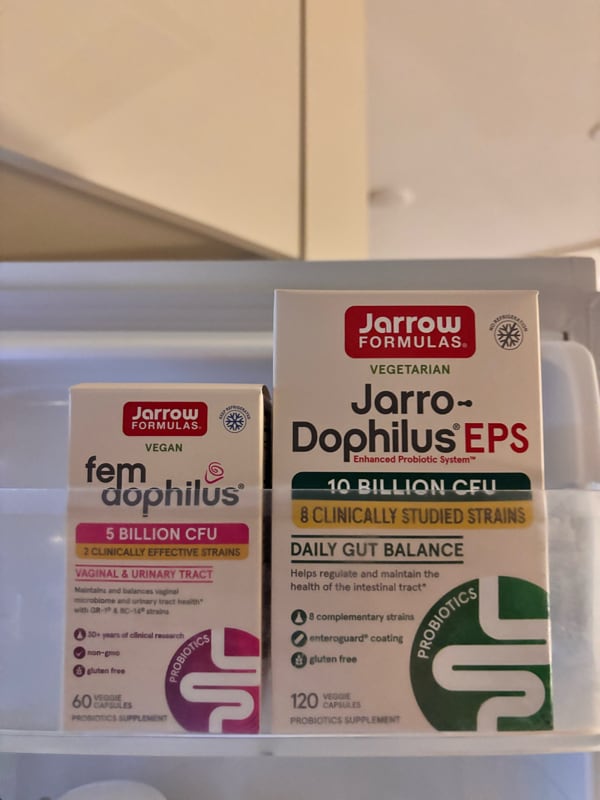 Jarrow
FORMULAS®
KEEP REFRIGERATED
VEGAN
fem
dophilus®
5 BILLION CFU
2 CLINICALLY EFFECTIVE STRAINS
VAGINAL & URINARY TRACT
Maintains and balances vaginal
microbiome and urinary tract health*
with GR-1® & RC-14® strains
30+ years of clinical research
non-gmo
gluten free
PROBIOTICS
60 VEGGIE
CAPSULES
PROBIOTICS SUPPLEMENT
Jarrow
FORMULAS®
NO REFRIGERATION
VEGETARIAN
Jarro-
Dophilus® EPS
Enhanced Probiotic System™
10 BILLION CFU
8 CLINICALLY STUDIED STRAINS
DAILY GUT BALANCE
Helps regulate and maintain the
health of the intestinal tract*
8 complementary strains
enteroguard® coating
gluten free
PROBIOTICS
120 VEGGIE
CAPSULES
PROBIOTICS SUPPLEMENT